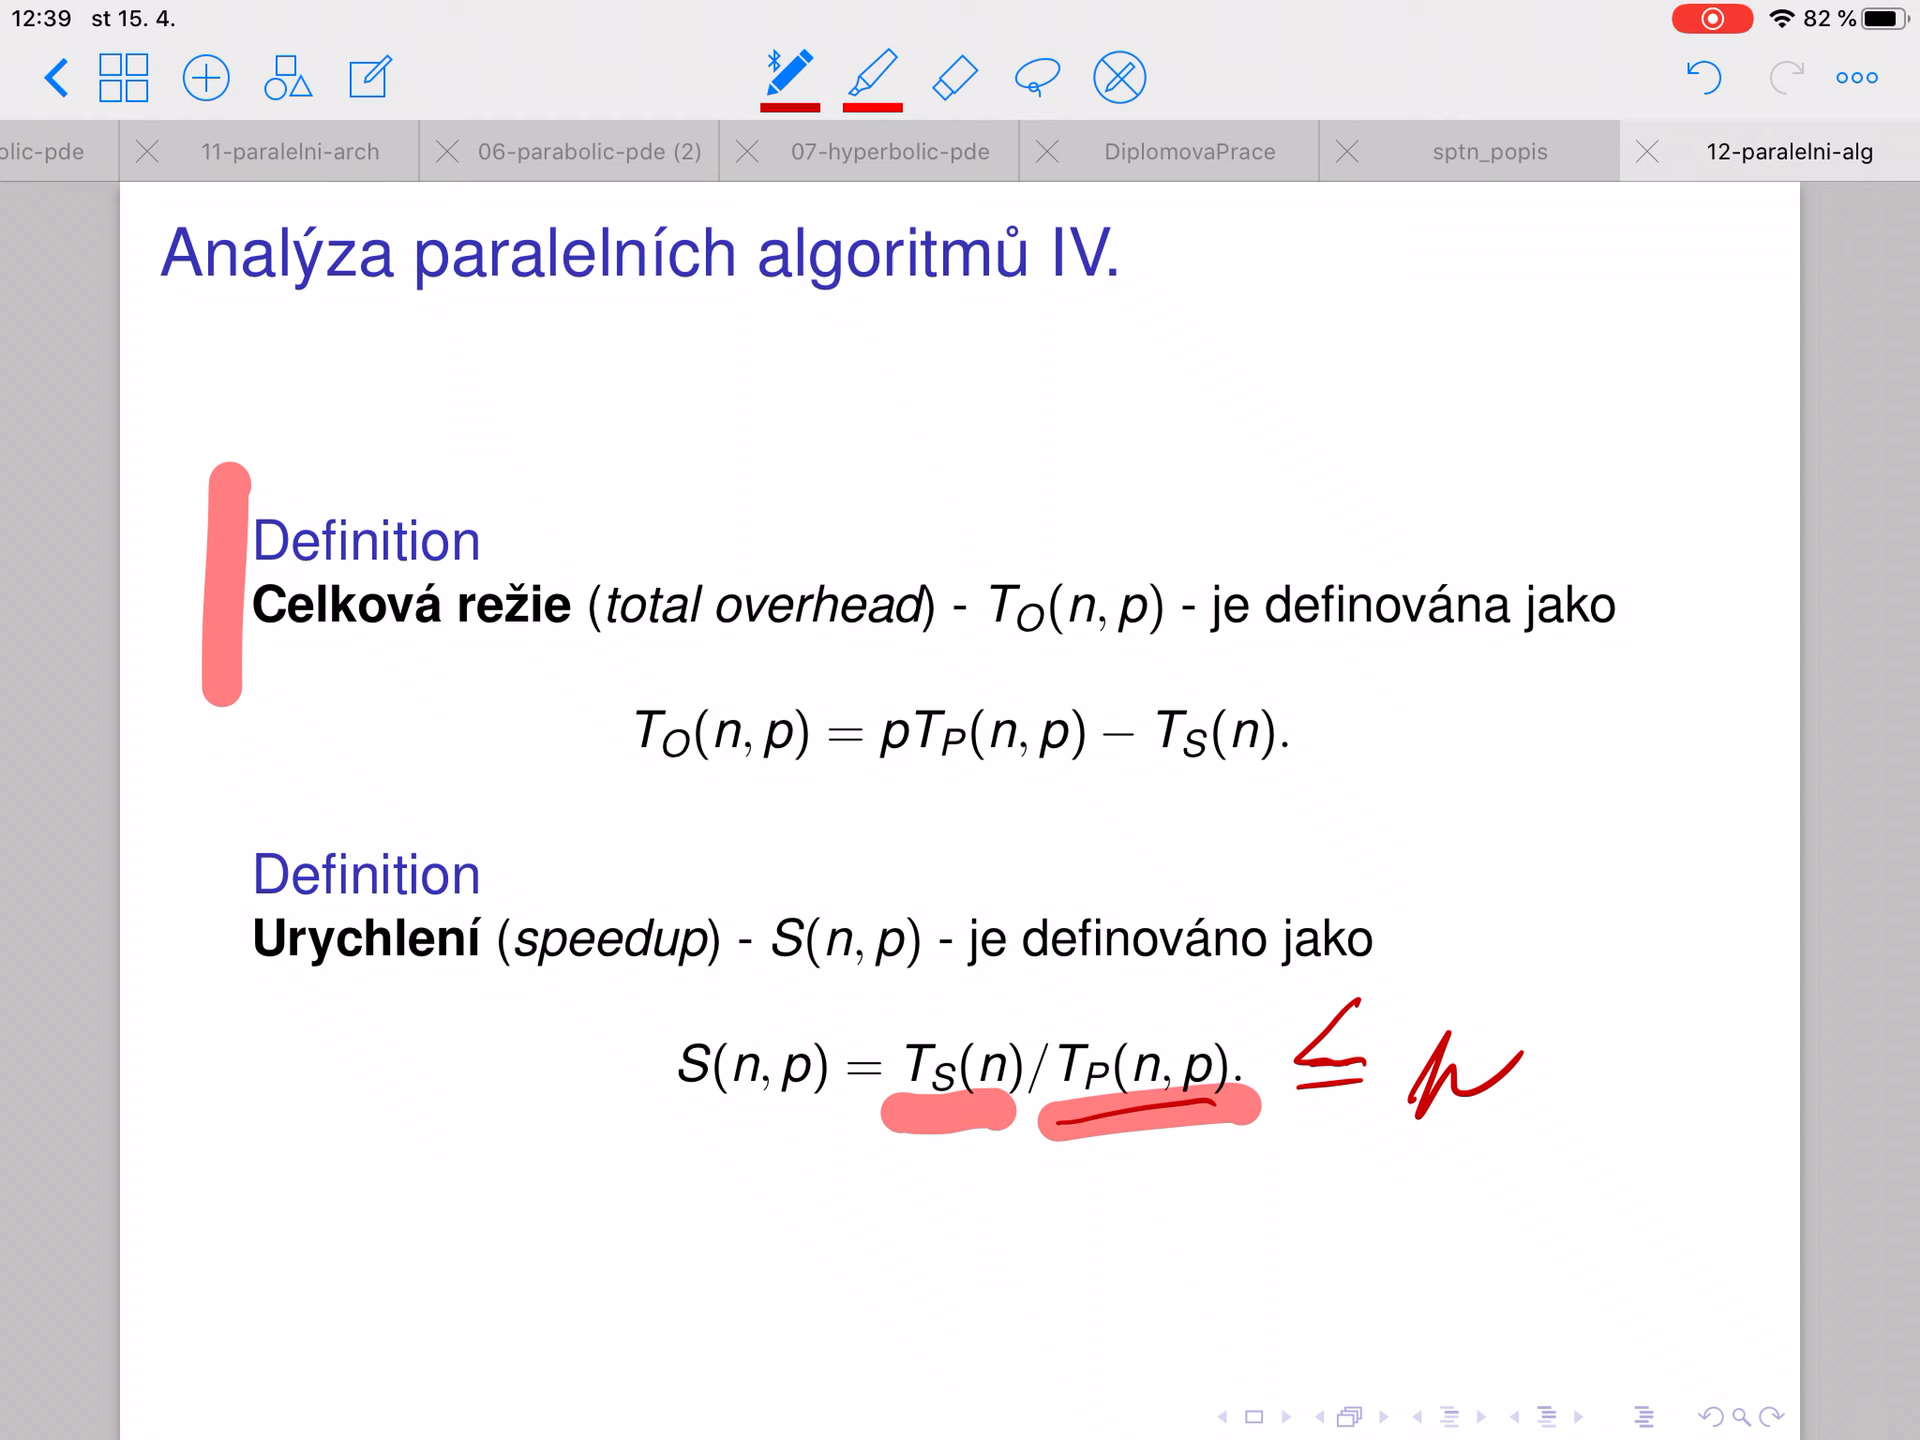 12:39 st 15. 4. 82 %
olic-pde 11-paralelni-arch 06-parabolic-pde (2) 07-hyperbolic-pde DiplomovaPrace sptn_popis 12-paralelni-alg
Analýza paralelních algoritmů IV.
Definition
Celková režie (total overhead) - T_O(n, p) - je definována jako
T_O(n, p) = pT_P(n, p) − T_S(n).
Definition
Urychlení (speedup) - S(n, p) - je definováno jako
S(n, p) = T_S(n)/T_P(n, p). ≤